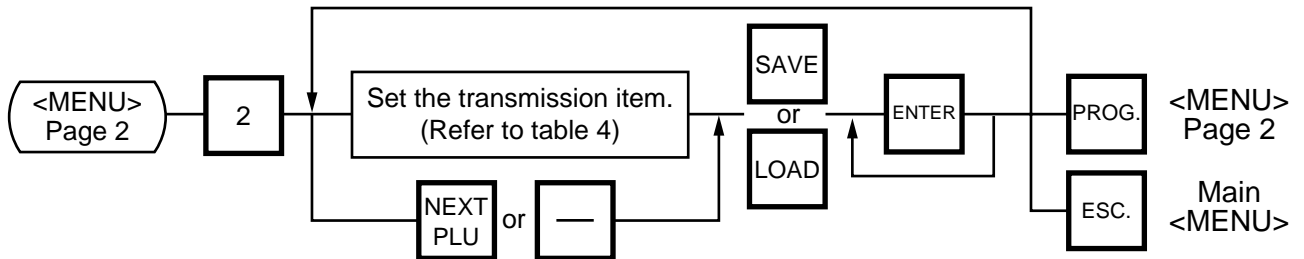 <MENU>
Page 2
2
Set the transmission item.
(Refer to table 4)
NEXT
PLU
or
—
SAVE
or
LOAD
ENTER
PROG.
<MENU>
Page 2
ESC.
Main
<MENU>